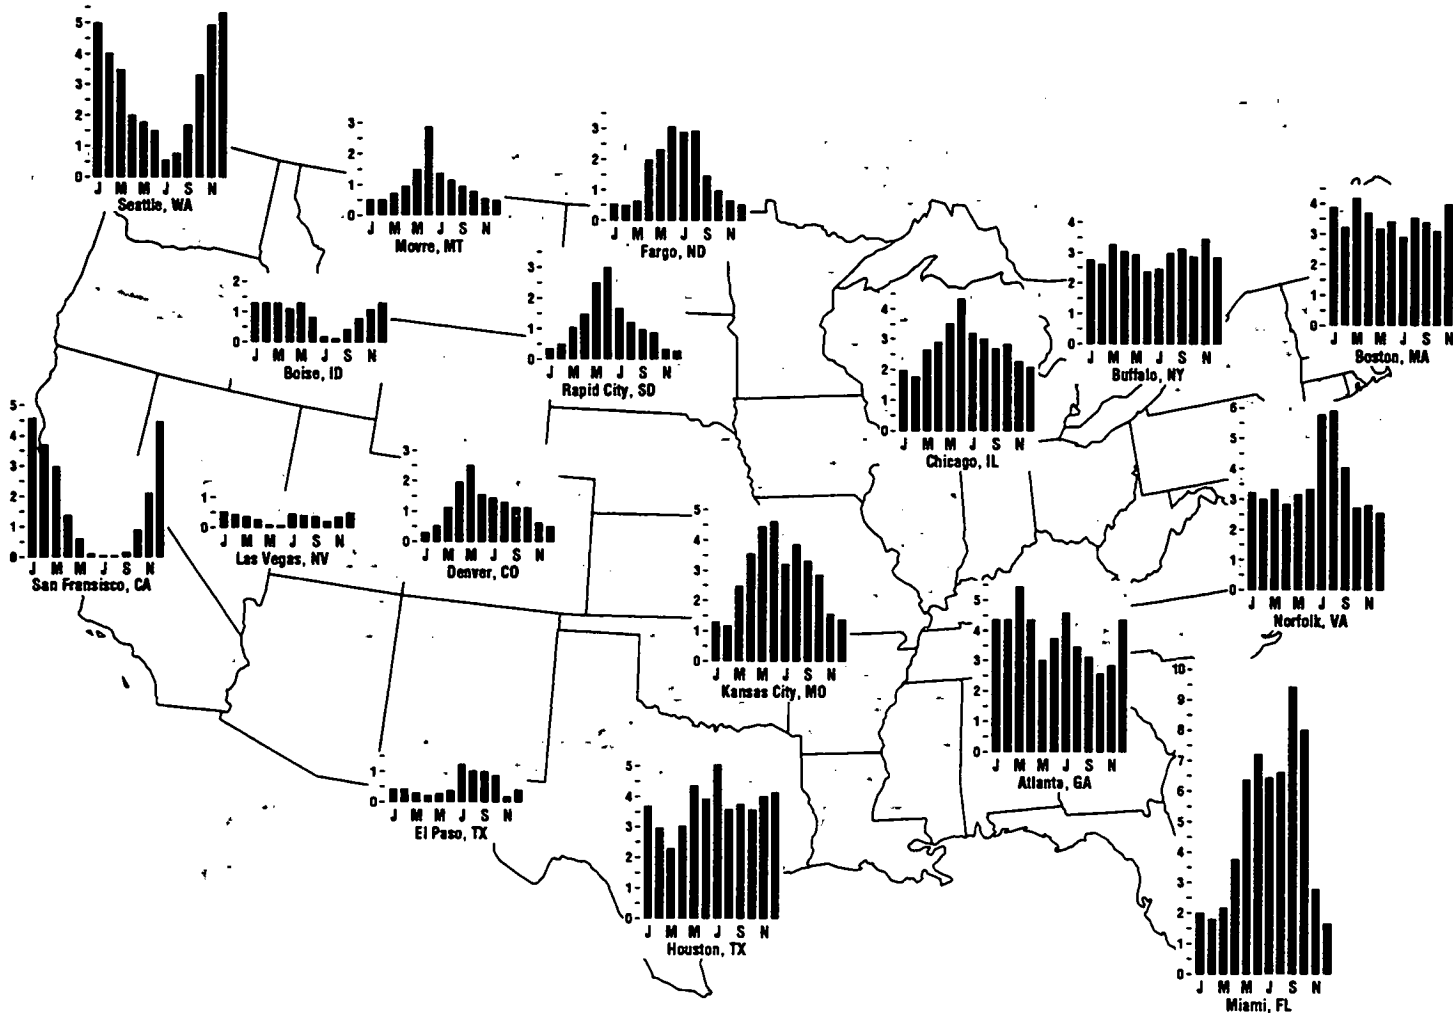 5
4
3
2
1
0
J M M J S N
Seattle, WA
3
2
1
0
J M M J S N
Movre, MT
3
2
1
0
J M M J S N
Fargo, ND
2
1
0
J M M J S N
Boise, ID
3
2
1
0
J M M J S N
Rapid City, SD
4
3
2
1
0
J M M J S N
Chicago, IL
4
3
2
1
0
J M M J S N
Buffalo, NY
4
3
2
1
0
J M M J S N
Boston, MA
5
4
3
2
1
0
J M M J S N
San Fransisco, CA
1
0
J M M J S N
Las Vegas, NV
3
2
1
0
J M M J S N
Denver, CO
5
4
3
2
1
0
J M M J S N
Kansas City, MO
5
4
3
2
1
0
J M M J S N
Atlanta, GA
6
5
4
3
2
1
0
J M M J S N
Norfolk, VA
1
0
J M M J S N
El Paso, TX
5
4
3
2
1
0
J M M J S N
Houston, TX
10
9
8
7
6
5
4
3
2
1
0
J M M J S N
Miami, FL